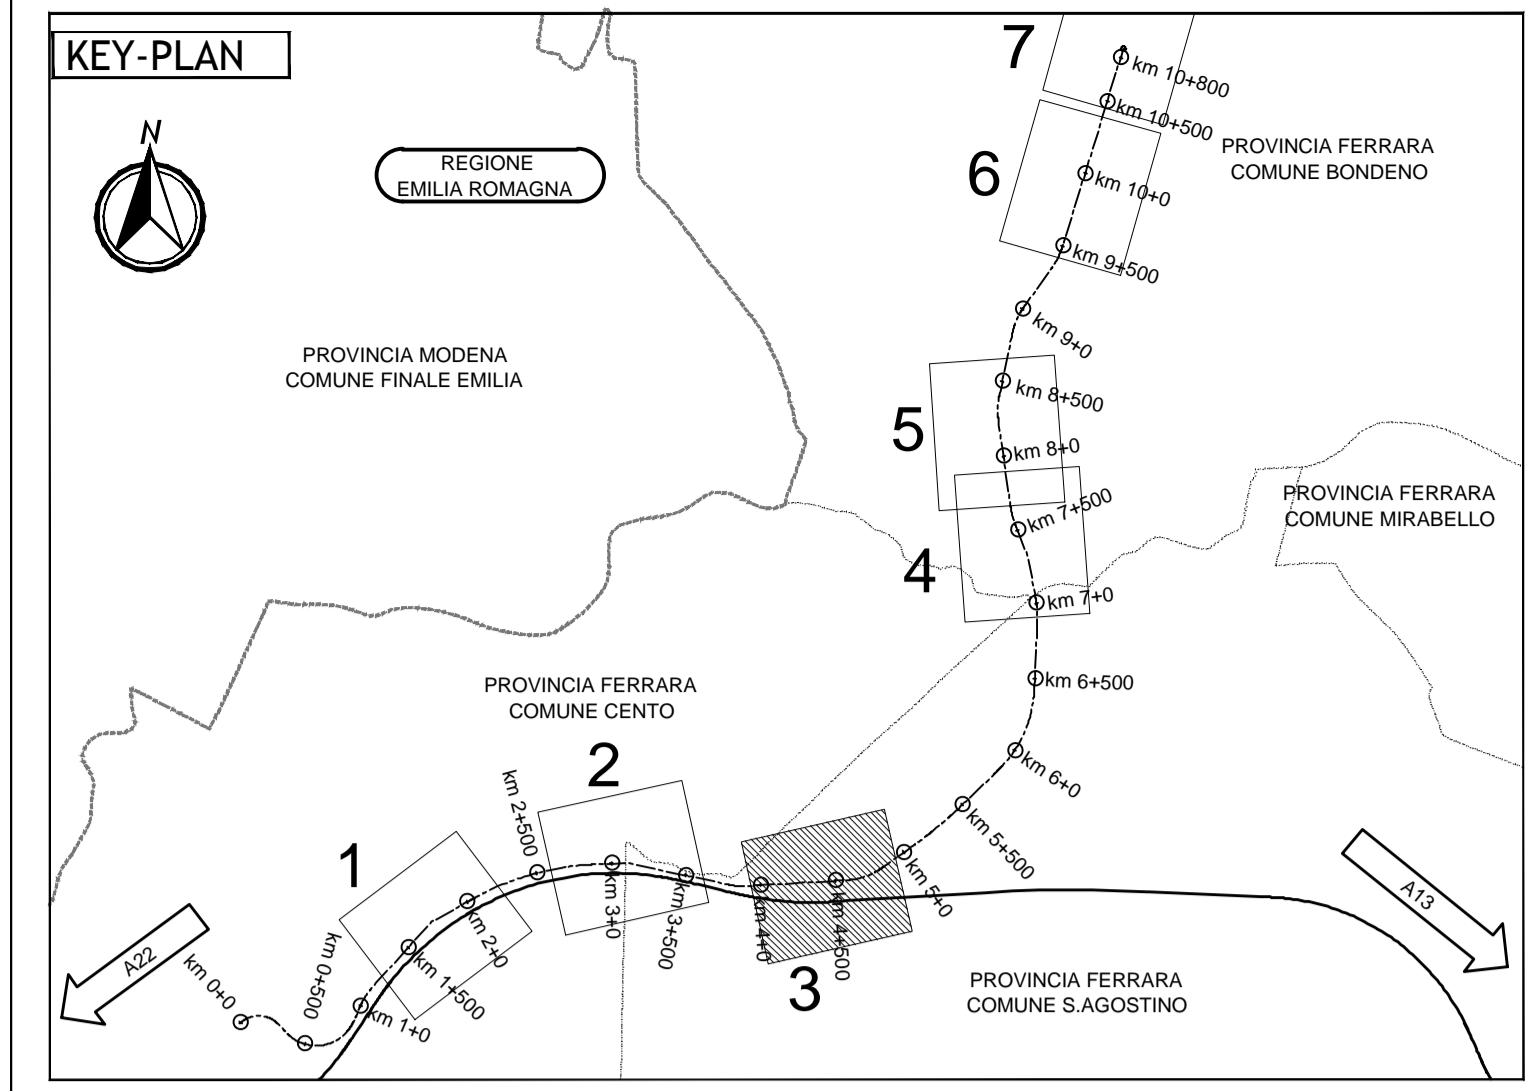 KEY-PLAN
N
REGIONE
EMILIA ROMAGNA
7
km 10+800
km 10+500
PROVINCIA FERRARA
COMUNE BONDENO
6
km 10+0
km 9+500
km 9+0
PROVINCIA MODENA
COMUNE FINALE EMILIA
km 8+500
5
km 8+0
PROVINCIA FERRARA
COMUNE MIRABELLO
km 7+500
4
km 7+0
km 6+500
PROVINCIA FERRARA
COMUNE CENTO
2
km 6+0
km 2+500
km 5+500
1
km 5+0
A13
km 2+0
km 3+0
km 3+500
km 4+0
km 4+500
A22
km 0+0
km 0+500
km 1+500
km 1+0
3
PROVINCIA FERRARA
COMUNE S.AGOSTINO